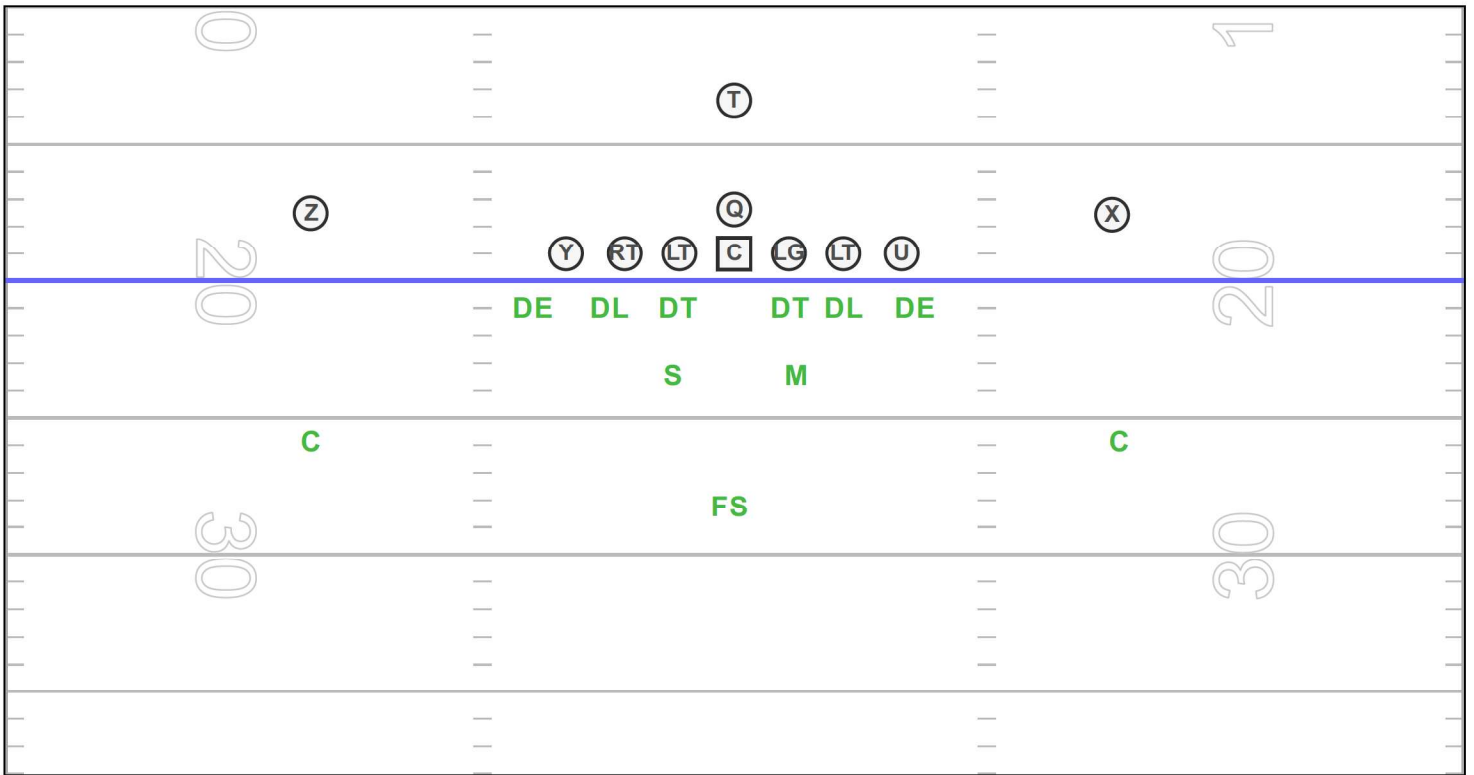 0 1
T
Z Q X
Y RT LT C LG LT U
20 20
DE DL DT DT DL DE
S M
C C
FS
30 30